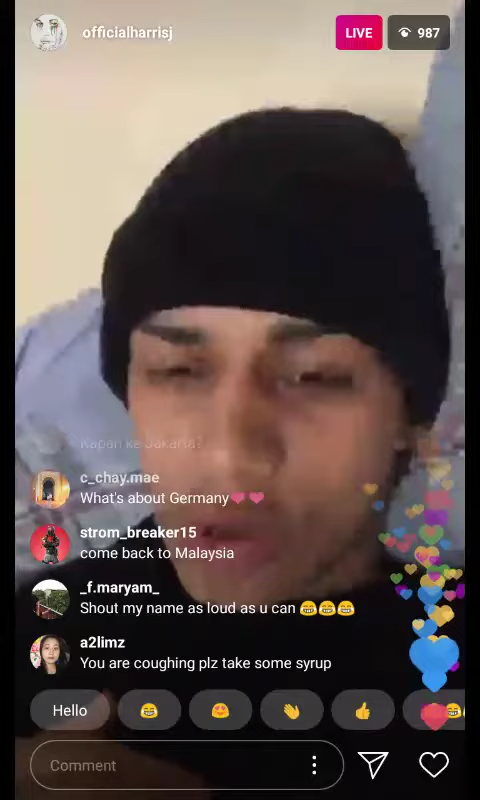 officialharrisj
LIVE 987
Kapan ke Jakarta?
c_chay.mae
What's about Germany❤❤
strom_breaker15
come back to Malaysia
_f.maryam_
Shout my name as loud as u can 😂😂😂
a2limz
You are coughing plz take some syrup
Hello 😂 😍 👋 👍 😂
Comment